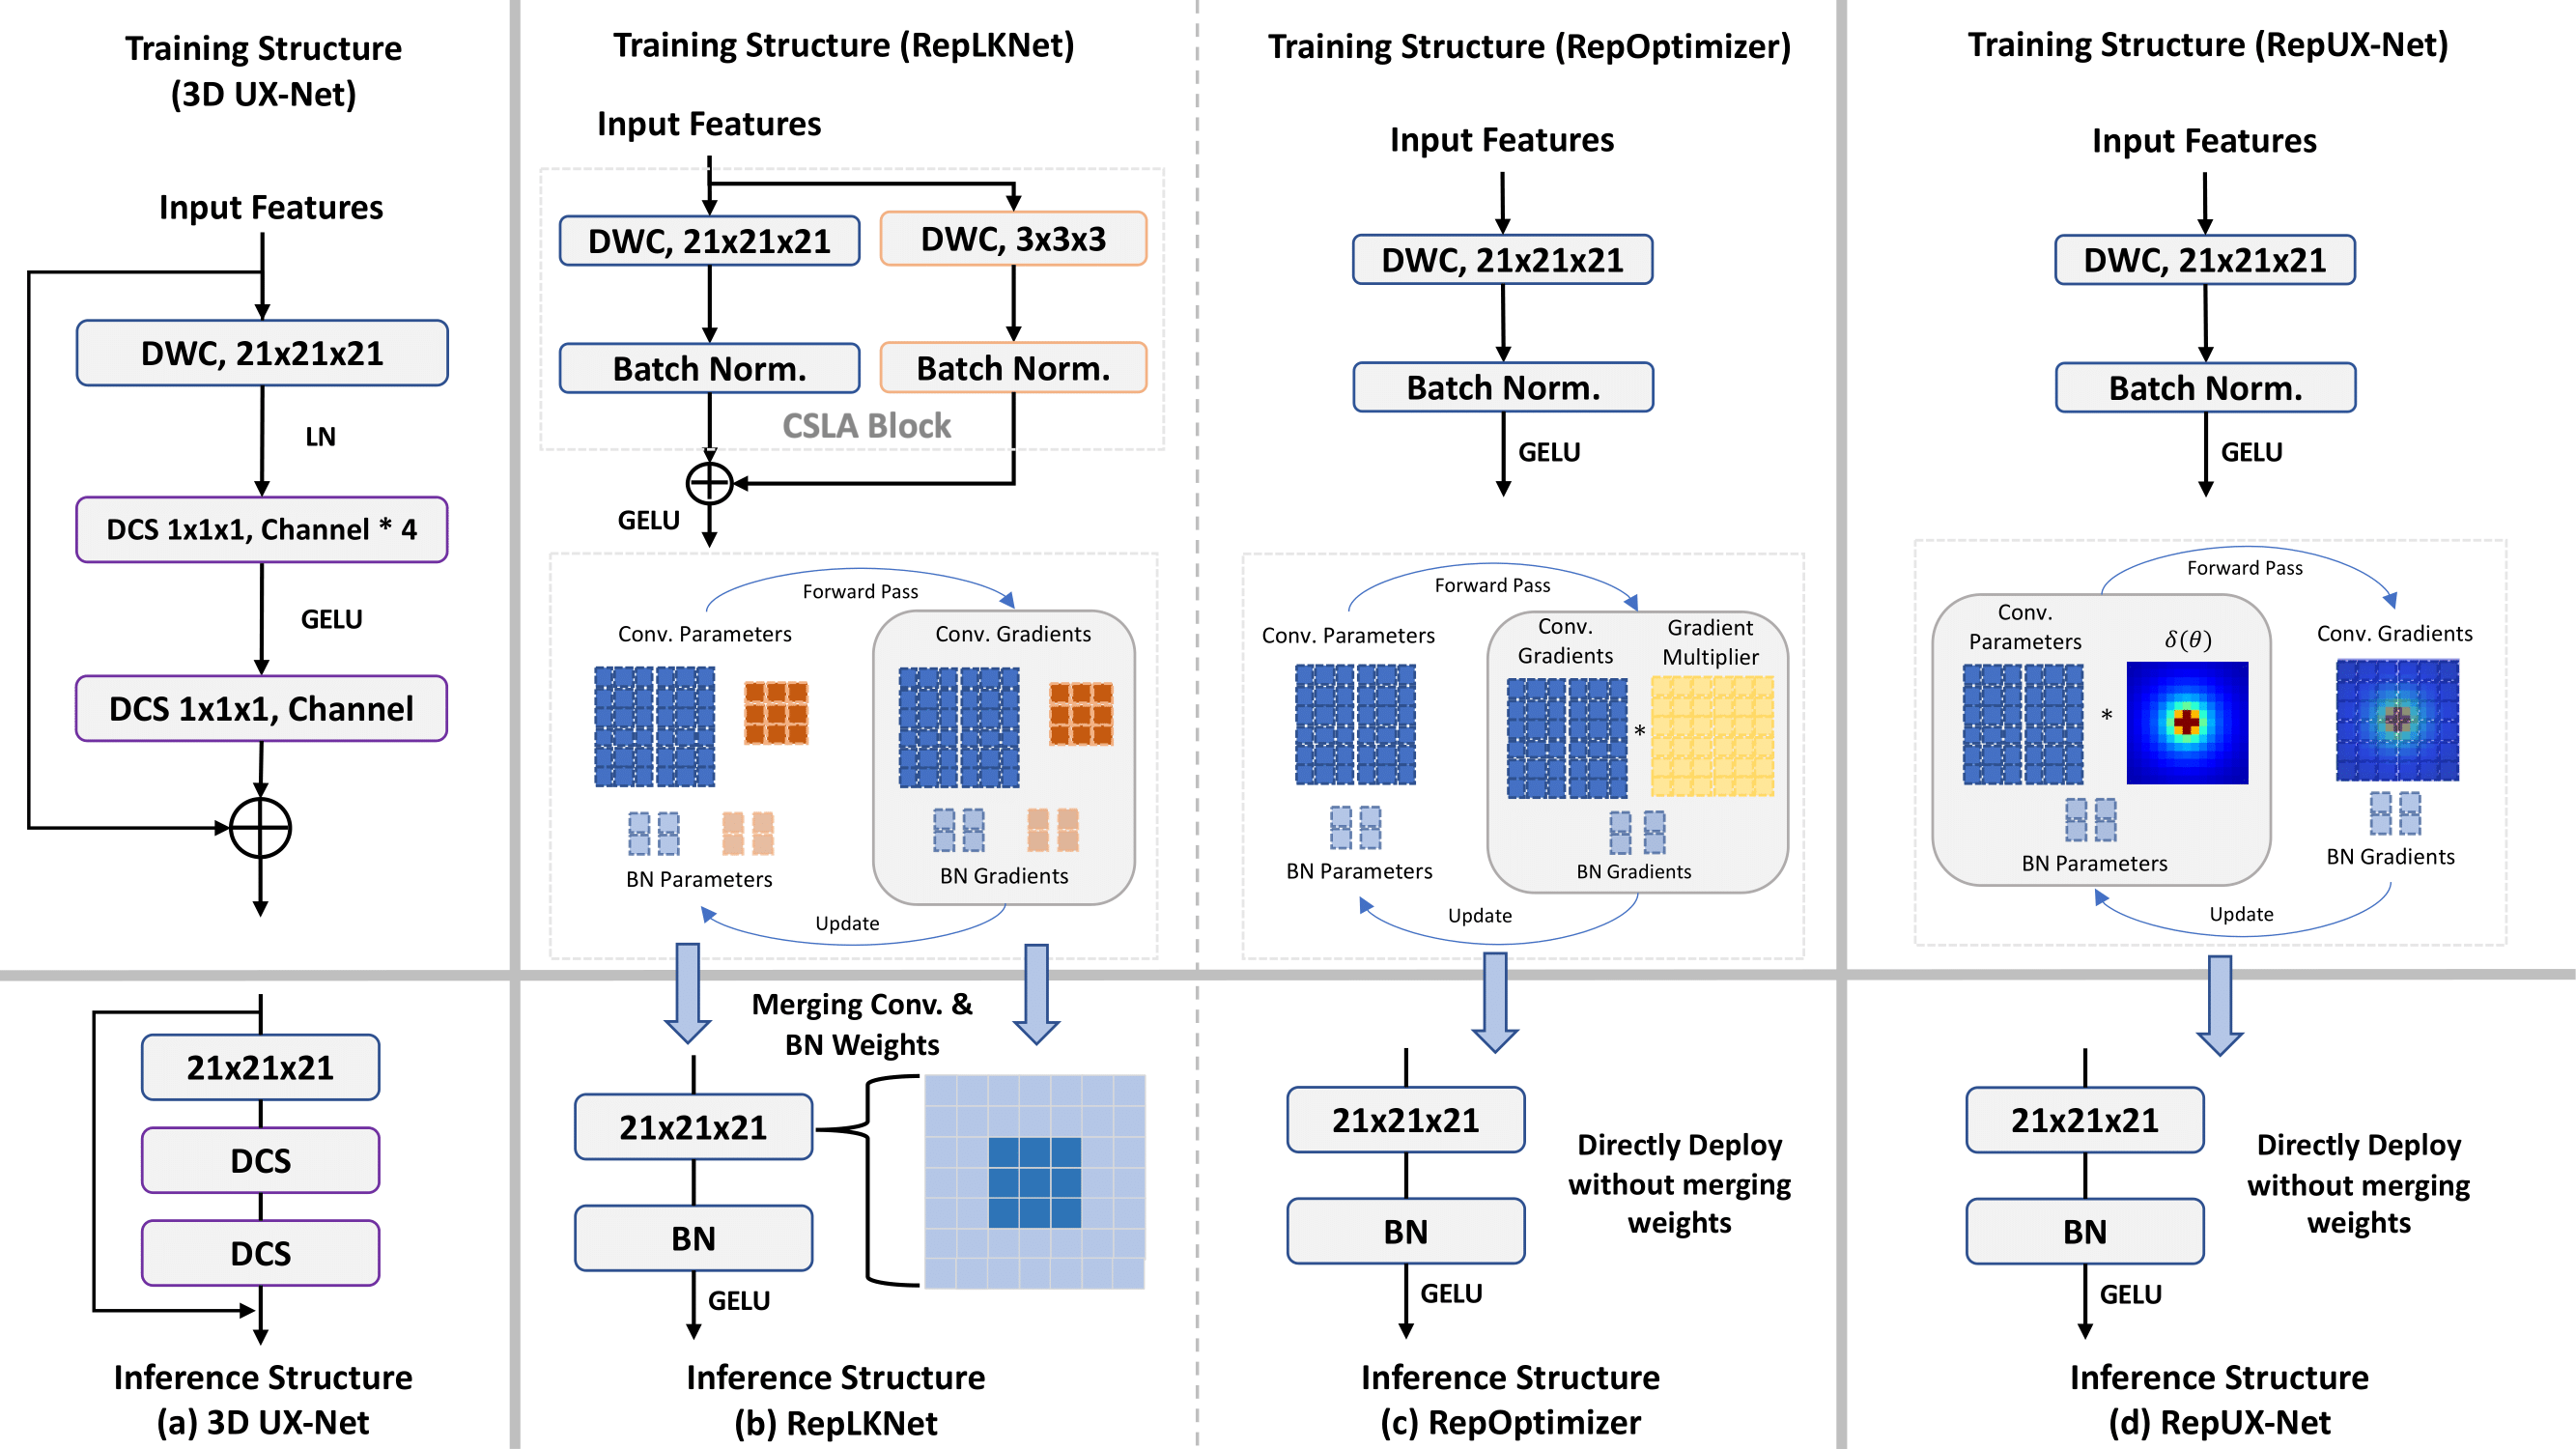 Training Structure
(3D UX-Net)
Input Features
DWC, 21x21x21
LN
DCS 1x1x1, Channel * 4
GELU
DCS 1x1x1, Channel
21x21x21
DCS
DCS
Inference Structure
(a) 3D UX-Net
Training Structure (RepLKNet)
Input Features
DWC, 21x21x21
DWC, 3x3x3
Batch Norm.
Batch Norm.
CSLA Block
GELU
Forward Pass
Conv. Parameters
Conv. Gradients
BN Parameters
BN Gradients
Update
Merging Conv. &
BN Weights
21x21x21
BN
GELU
Inference Structure
(b) RepLKNet
Training Structure (RepOptimizer)
Input Features
DWC, 21x21x21
Batch Norm.
GELU
Forward Pass
Conv. Parameters
Conv.
Gradients
Gradient
Multiplier
*
BN Parameters
BN Gradients
Update
21x21x21
BN
GELU
Directly Deploy
without merging
weights
Inference Structure
(c) RepOptimizer
Training Structure (RepUX-Net)
Input Features
DWC, 21x21x21
Batch Norm.
GELU
Forward Pass
Conv.
Parameters
δ(θ)
*
Conv. Gradients
BN Parameters
BN Gradients
Update
21x21x21
BN
GELU
Directly Deploy
without merging
weights
Inference Structure
(d) RepUX-Net